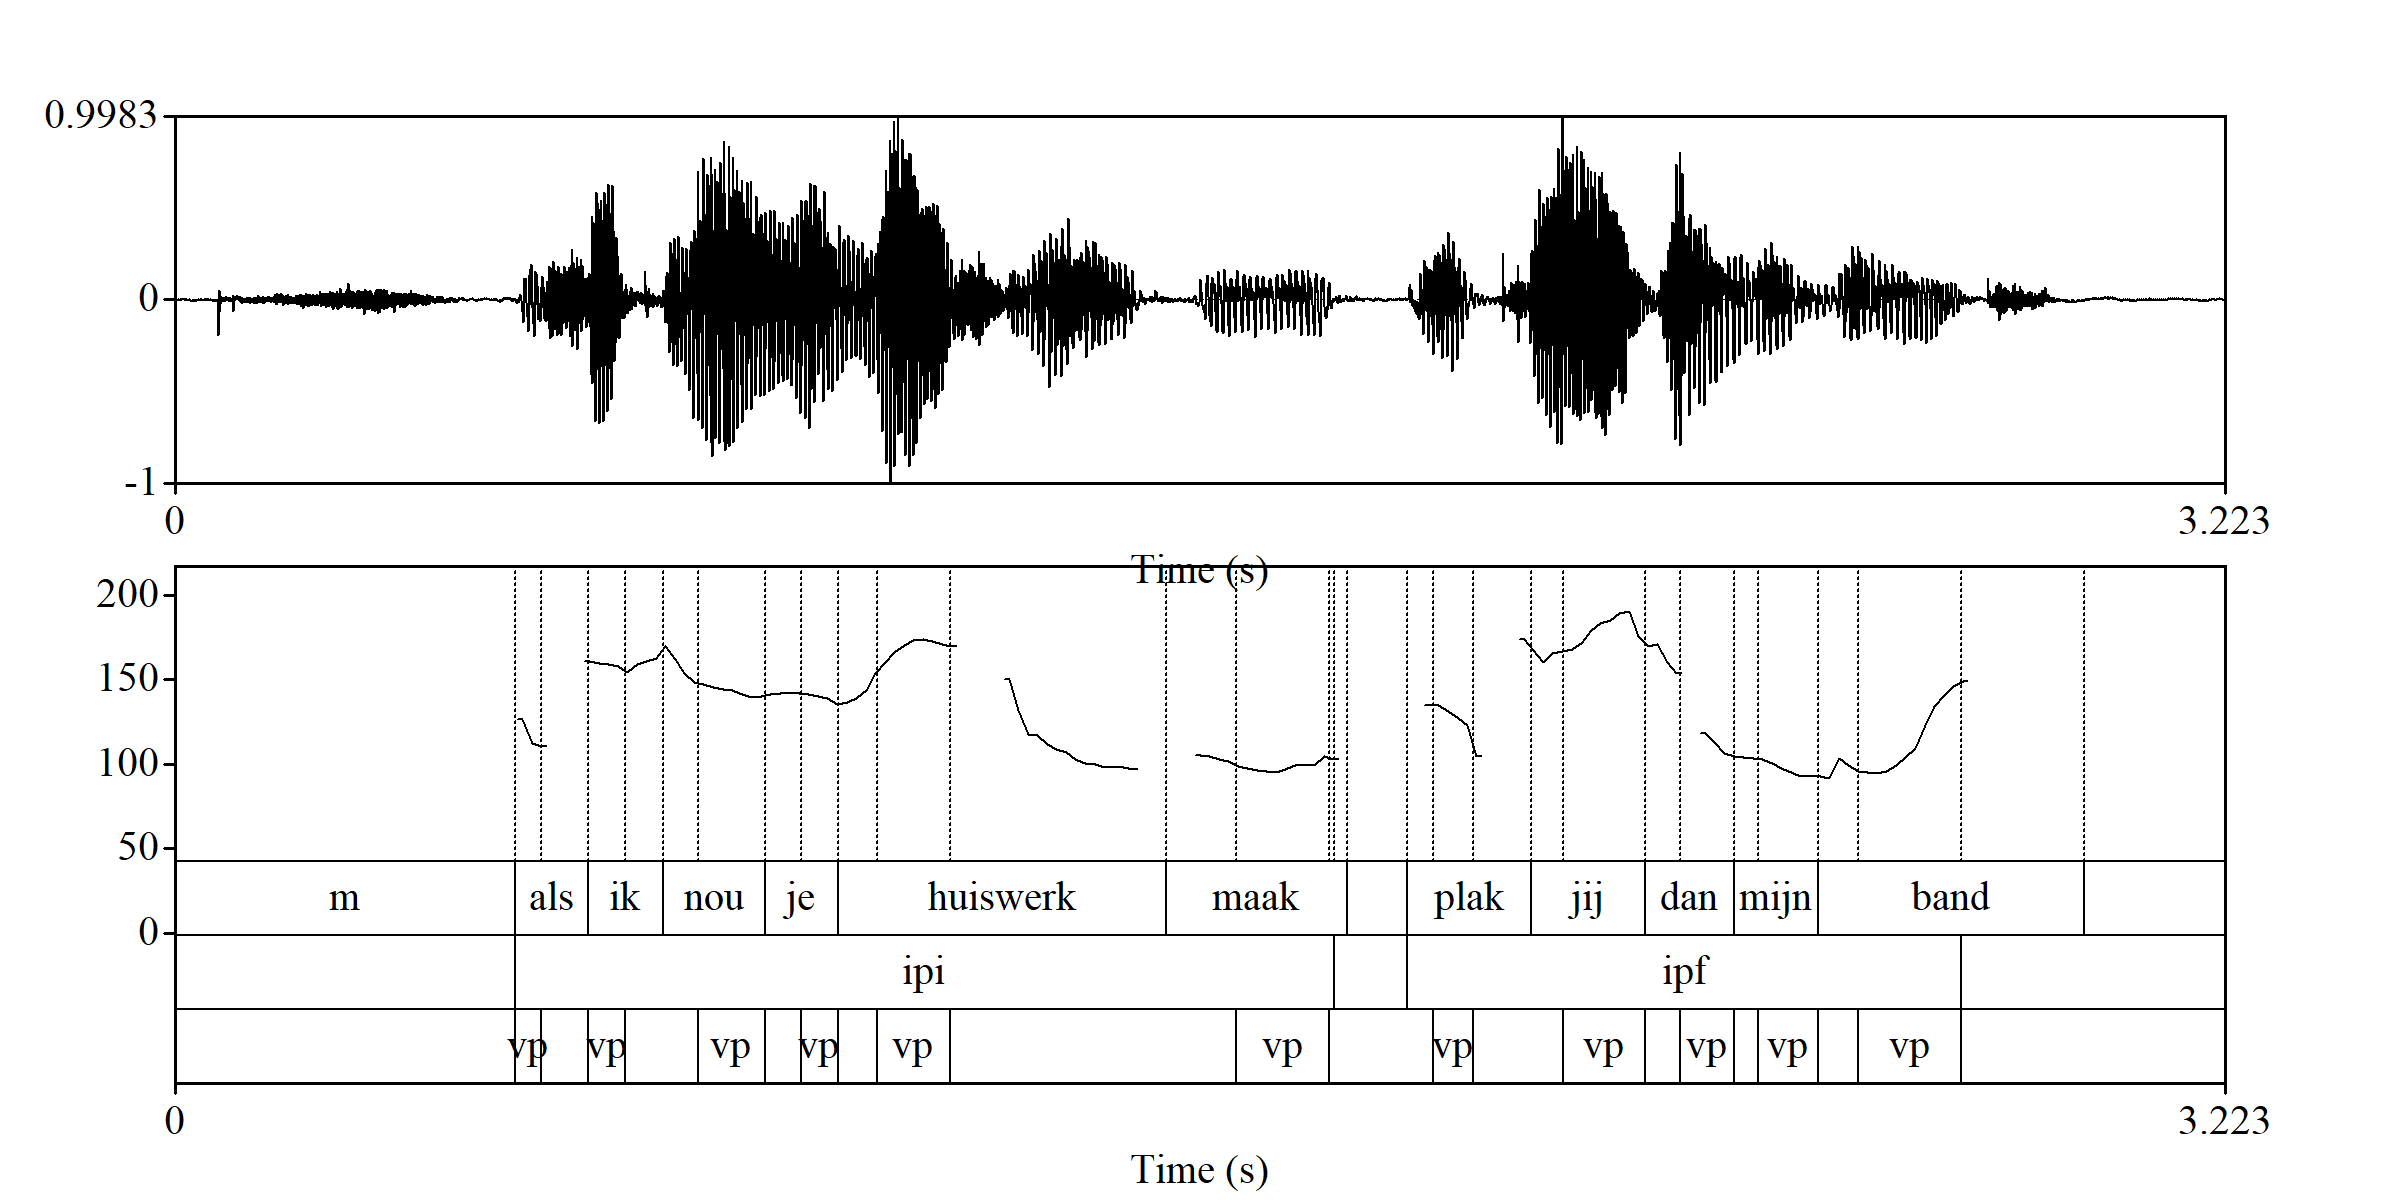 0.9983
0
-1
0 3.223
Time (s)
200
150
100
50
0
m als ik nou je huiswerk maak plak jij dan mijn band
ipi ipf
vp vp vp vp vp vp vp vp vp vp vp
0 3.223
Time (s)